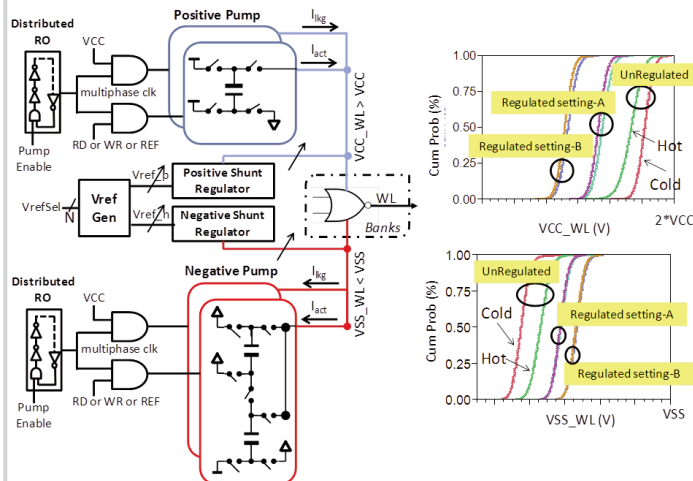 Distributed
RO
VCC
multiphase clk
RD or WR or REF
Pump
Enable
Positive Pump
I_lkg
I_act
VCC_WL > VCC
VrefSel
N
Vref
Gen
Vref_p
Vref_n
Positive Shunt
Regulator
Negative Shunt
Regulator
WL
Banks
VSS_WL < VSS
Distributed
RO
VCC
multiphase clk
RD or WR or REF
Pump
Enable
Negative Pump
I_lkg
I_act
Cum Prob (%)
1.00
0.75
0.50
0.25
0.00
UnRegulated
Regulated setting-A
Regulated setting-B
Hot
Cold
VCC_WL (V)
2*VCC
Cum Prob (%)
1.00
0.75
0.50
0.25
0.00
UnRegulated
Cold
Hot
Regulated setting-A
Regulated setting-B
VSS_WL (V)
VSS